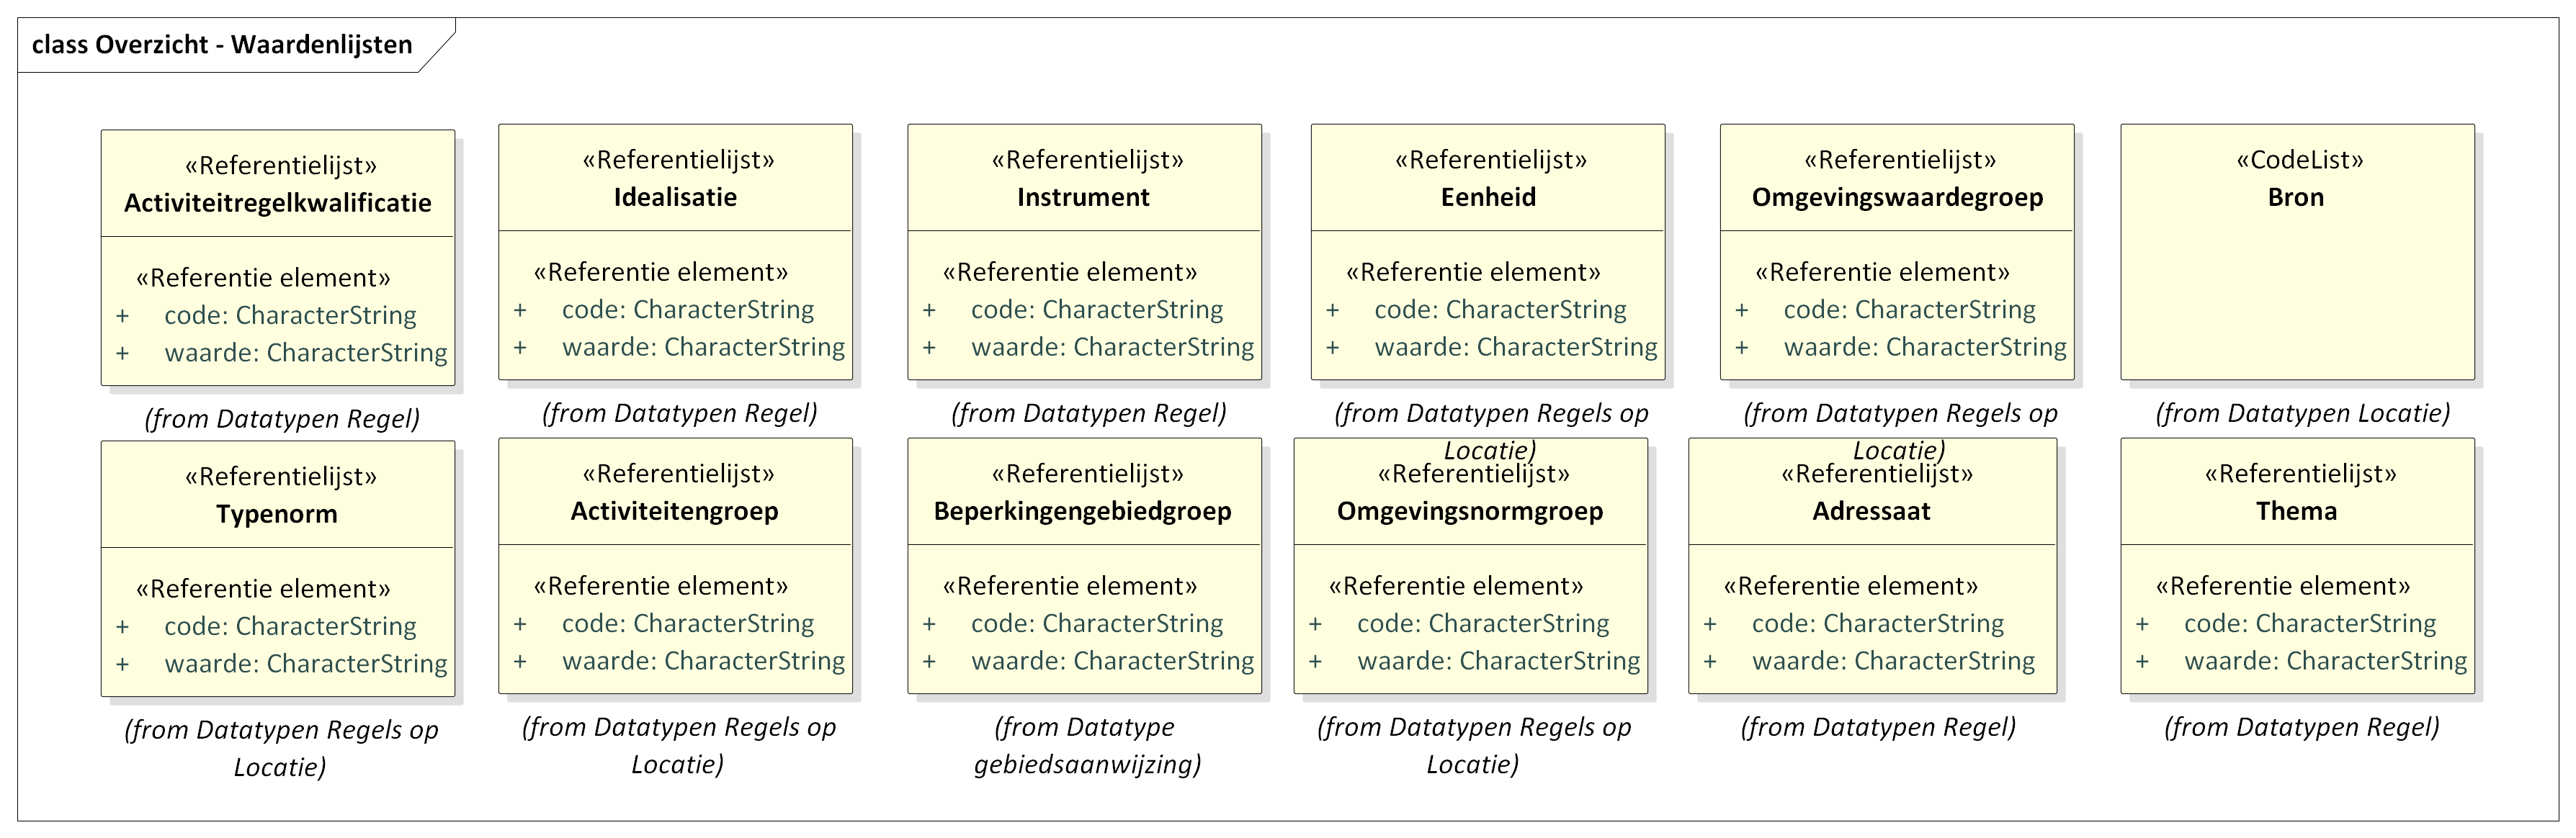 class Overzicht - Waardenlijsten
«Referentielijst»
Activiteitregelkwalificatie
«Referentie element»
+ code: CharacterString
+ waarde: CharacterString
(from Datatypen Regel)
«Referentielijst»
Idealisatie
«Referentie element»
+ code: CharacterString
+ waarde: CharacterString
(from Datatypen Regel)
«Referentielijst»
Instrument
«Referentie element»
+ code: CharacterString
+ waarde: CharacterString
(from Datatypen Regel)
«Referentielijst»
Eenheid
«Referentie element»
+ code: CharacterString
+ waarde: CharacterString
(from Datatypen Regels op
Locatie)
«Referentielijst»
Omgevingswaardegroep
«Referentie element»
+ code: CharacterString
+ waarde: CharacterString
(from Datatypen Regels op
Locatie)
«CodeList»
Bron
(from Datatypen Locatie)
«Referentielijst»
Typenorm
«Referentie element»
+ code: CharacterString
+ waarde: CharacterString
(from Datatypen Regels op
Locatie)
«Referentielijst»
Activiteitengroep
«Referentie element»
+ code: CharacterString
+ waarde: CharacterString
(from Datatypen Regels op
Locatie)
«Referentielijst»
Beperkingengebiedgroep
«Referentie element»
+ code: CharacterString
+ waarde: CharacterString
(from Datatype
gebiedsaanwijzing)
«Referentielijst»
Omgevingsnormgroep
«Referentie element»
+ code: CharacterString
+ waarde: CharacterString
(from Datatypen Regels op
Locatie)
«Referentielijst»
Adressaat
«Referentie element»
+ code: CharacterString
+ waarde: CharacterString
(from Datatypen Regel)
«Referentielijst»
Thema
«Referentie element»
+ code: CharacterString
+ waarde: CharacterString
(from Datatypen Regel)